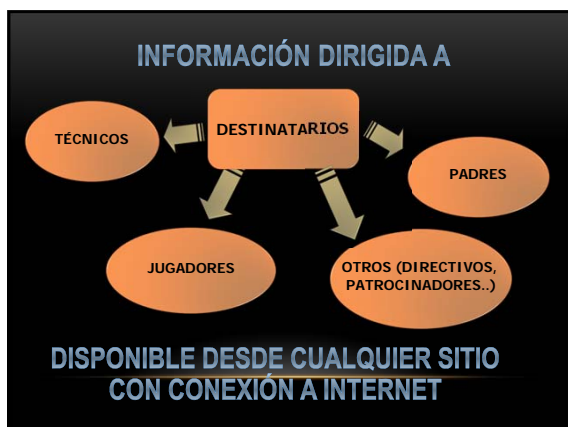 INFORMACIÓN DIRIGIDA A
DESTINATARIOS
TÉCNICOS
PADRES
JUGADORES
OTROS (DIRECTIVOS,
PATROCINADORES..)
DISPONIBLE DESDE CUALQUIER SITIO
CON CONEXIÓN A INTERNET